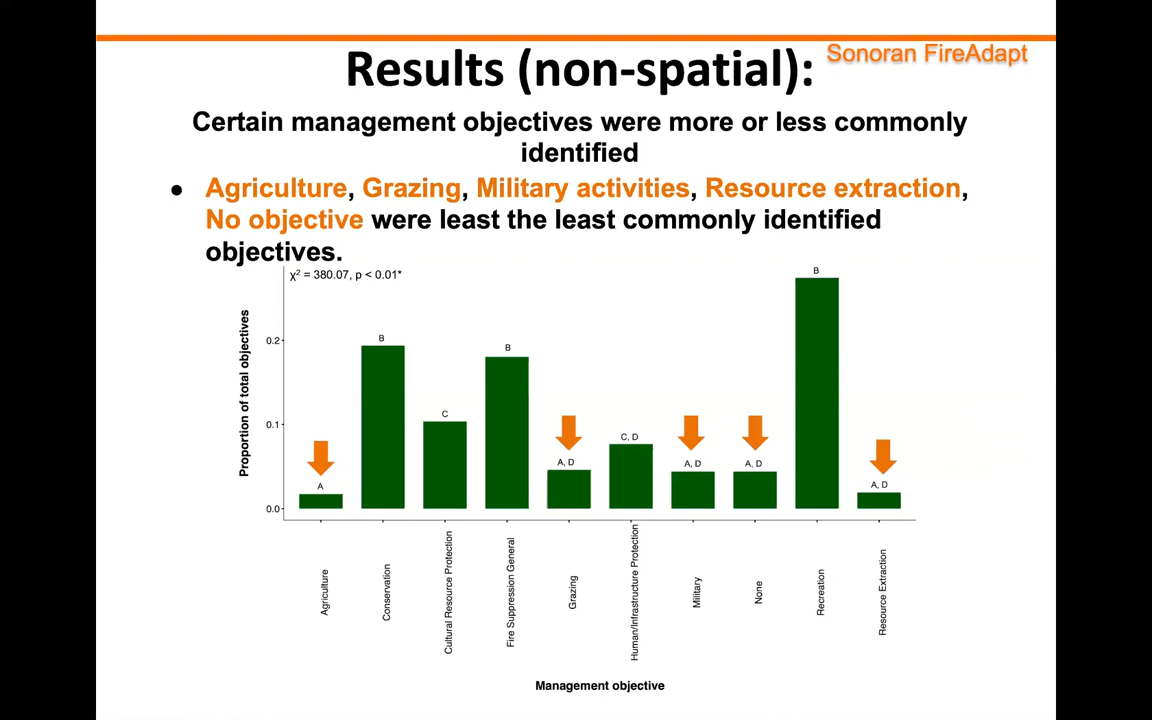 Sonoran FireAdapt
Results (non-spatial):
Certain management objectives were more or less commonly
identified
● Agriculture, Grazing, Military activities, Resource extraction,
No objective were least the least commonly identified
objectives.
χ² = 380.07, p < 0.01*
Proportion of total objectives
0.2
0.1
0.0
A
B
C
B
A, D
C, D
A, D
A, D
B
A, D
Agriculture
Conservation
Cultural Resource Protection
Fire Suppression General
Grazing
Human/Infrastructure Protection
Military
None
Recreation
Resource Extraction
Management objective